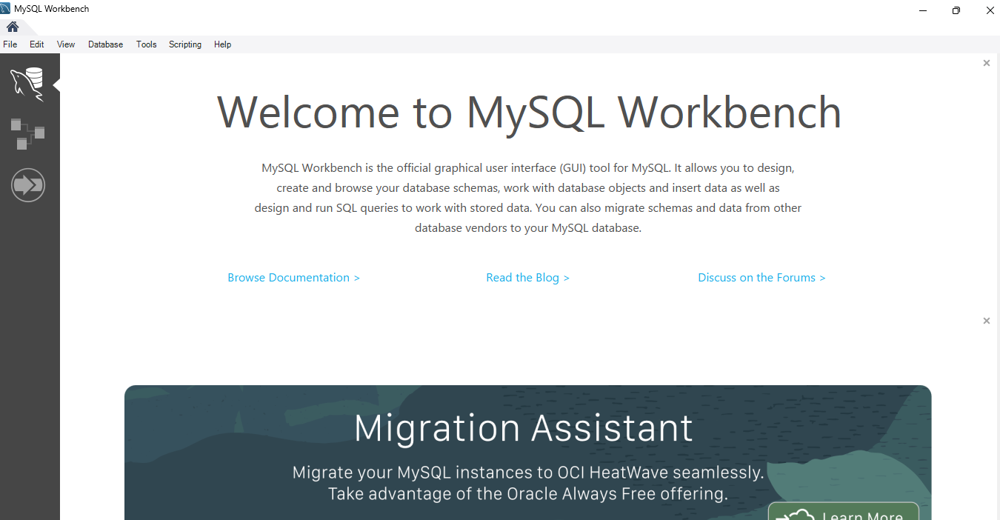 MySQL Workbench
File Edit View Database Tools Scripting Help
Welcome to MySQL Workbench
MySQL Workbench is the official graphical user interface (GUI) tool for MySQL. It allows you to design,
create and browse your database schemas, work with database objects and insert data as well as
design and run SQL queries to work with stored data. You can also migrate schemas and data from other
database vendors to your MySQL database.
Browse Documentation > Read the Blog > Discuss on the Forums >
Migration Assistant
Migrate your MySQL instances to OCI HeatWave seamlessly.
Take advantage of the Oracle Always Free offering.
Learn More